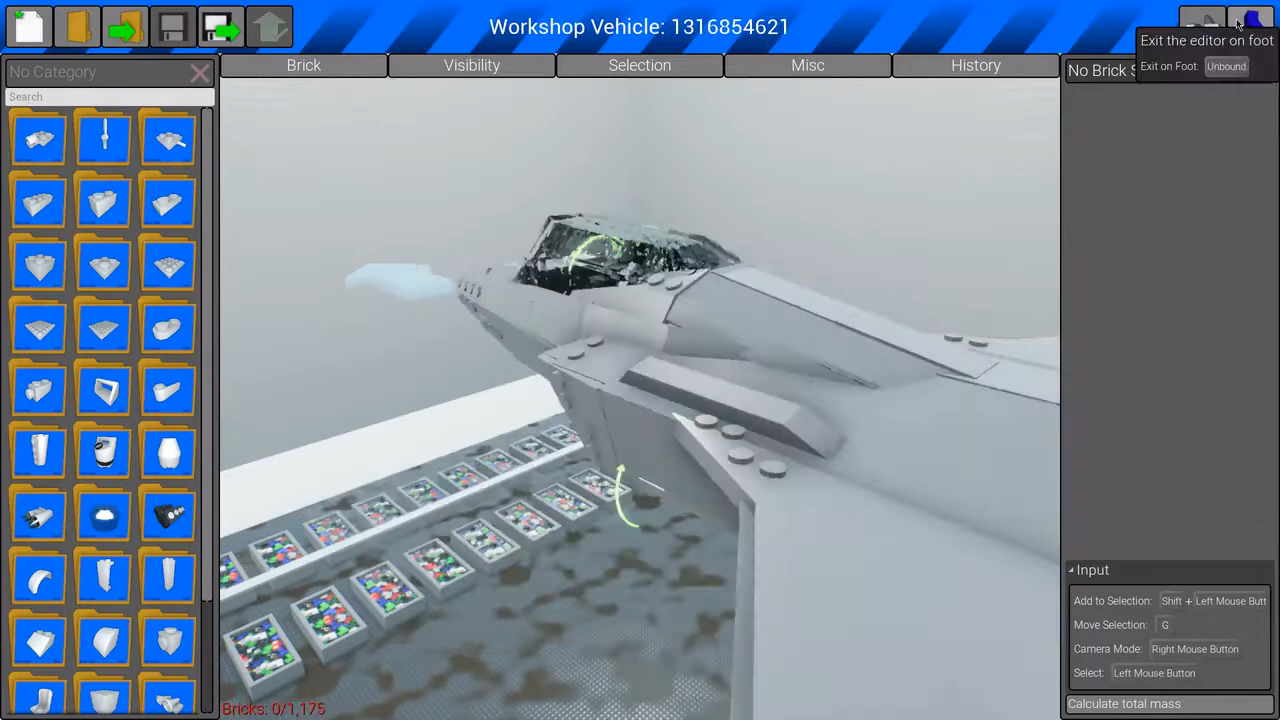 Workshop Vehicle: 1316854621
Exit the editor on foot
Exit on Foot: Unbound
No Category
Search
Brick
Visibility
Selection
Misc
History
No Brick S
Bricks: 0/1,175
Input
Add to Selection: Shift + Left Mouse Butt
Move Selection: G
Camera Mode: Right Mouse Button
Select: Left Mouse Button
Calculate total mass